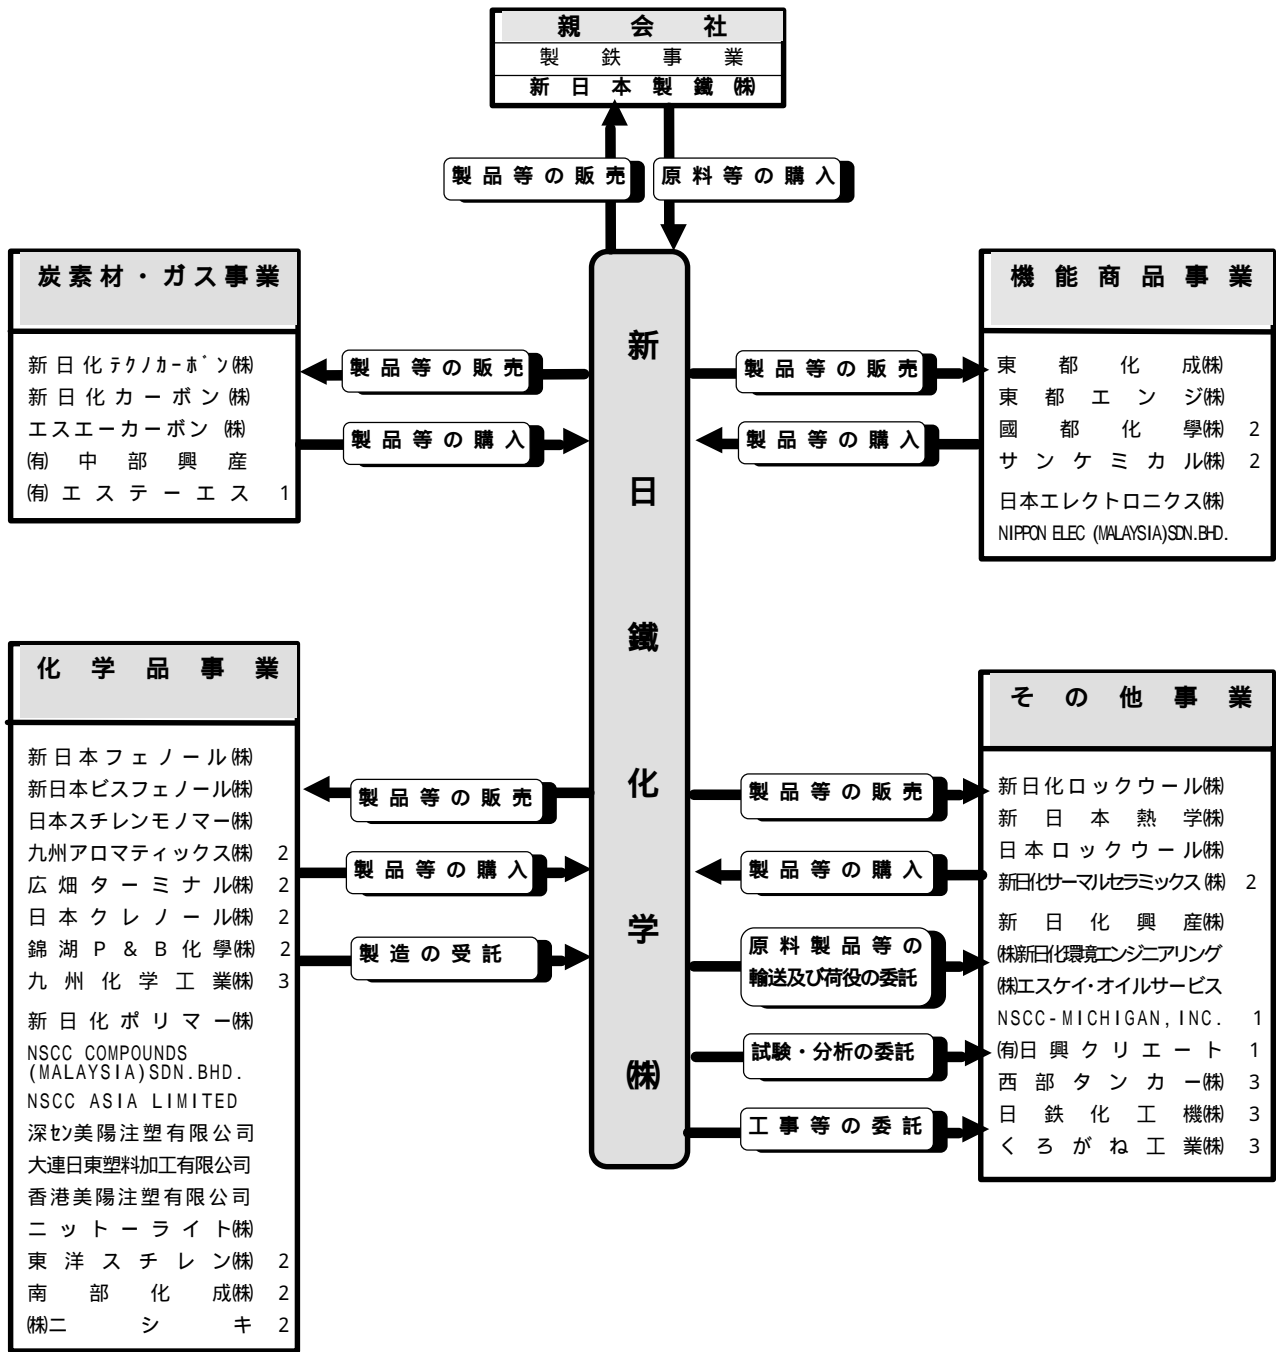 親会社
製鉄事業
新日本製鐵㈱
製品等の販売
原料等の購入
炭素材・ガス事業
新日化ﾃｸﾉｶｰﾎﾞﾝ㈱
新日化カーボン㈱
エスエーカーボン㈱
㈲中部興産
㈲エステーエス 1
製品等の販売
製品等の購入
新日鐵化学㈱
製品等の販売
製品等の購入
機能商品事業
東都化成㈱
東都エンジ㈱
國都化學㈱ 2
サンケミカル㈱ 2
日本エレクトロニクス㈱
NIPPON ELEC (MALAYSIA)SDN.BHD.
化学品事業
新日本フェノール㈱
新日本ビスフェノール㈱
日本スチレンモノマー㈱
九州アロマティックス㈱ 2
広畑ターミナル㈱ 2
日本クレノール㈱ 2
錦湖P&B化學㈱ 2
九州化学工業㈱ 3
新日化ポリマー㈱
NSCC COMPOUNDS
(MALAYSIA)SDN.BHD.
NSCC ASIA LIMITED
深ｾﾝ美陽注塑有限公司
大連日東塑料加工有限公司
香港美陽注塑有限公司
ニットーライト㈱
東洋スチレン㈱ 2
南部化成㈱ 2
㈱ニシキ 2
製品等の販売
製品等の購入
製造の受託
製品等の販売
製品等の購入
原料製品等の
輸送及び荷役の委託
試験・分析の委託
工事等の委託
その他事業
新日化ロックウール㈱
新日本熱学㈱
日本ロックウール㈱
新日化サーマルセラミックス㈱ 2
新日化興産㈱
㈱新日化環境エンジニアリング
㈱エスケイ・オイルサービス
NSCC-MICHIGAN,INC. 1
㈲日興クリエート 1
西部タンカー㈱ 3
日鉄化工機㈱ 3
くろがね工業㈱ 3